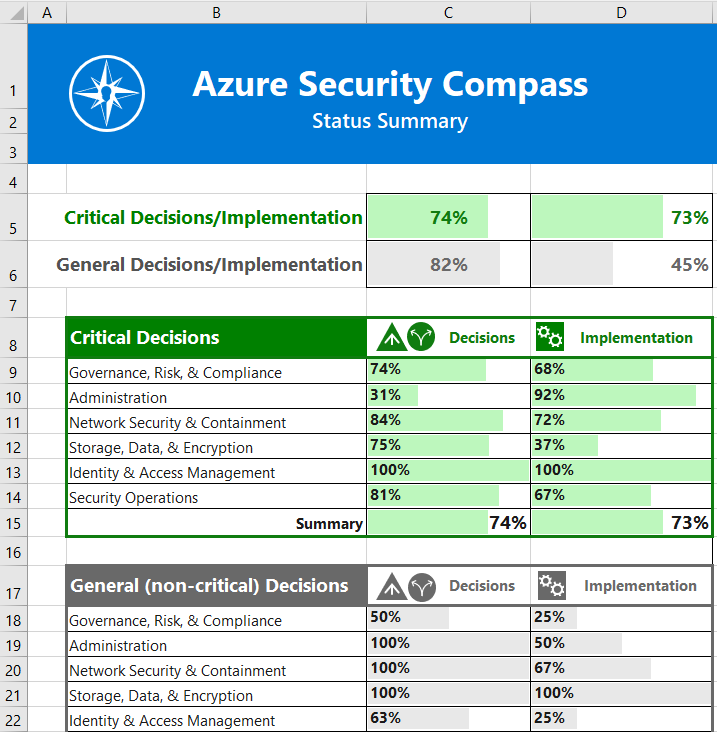 A B C D
1 Azure Security Compass
2 Status Summary
3
4
5 Critical Decisions/Implementation 74% 73%
6 General Decisions/Implementation 82% 45%
7
8 Critical Decisions Decisions Implementation
9 Governance, Risk, & Compliance 74% 68%
10 Administration 31% 92%
11 Network Security & Containment 84% 72%
12 Storage, Data, & Encryption 75% 37%
13 Identity & Access Management 100% 100%
14 Security Operations 81% 67%
15 Summary 74% 73%
16
17 General (non-critical) Decisions Decisions Implementation
18 Governance, Risk, & Compliance 50% 25%
19 Administration 100% 50%
20 Network Security & Containment 100% 67%
21 Storage, Data, & Encryption 100% 100%
22 Identity & Access Management 63% 25%